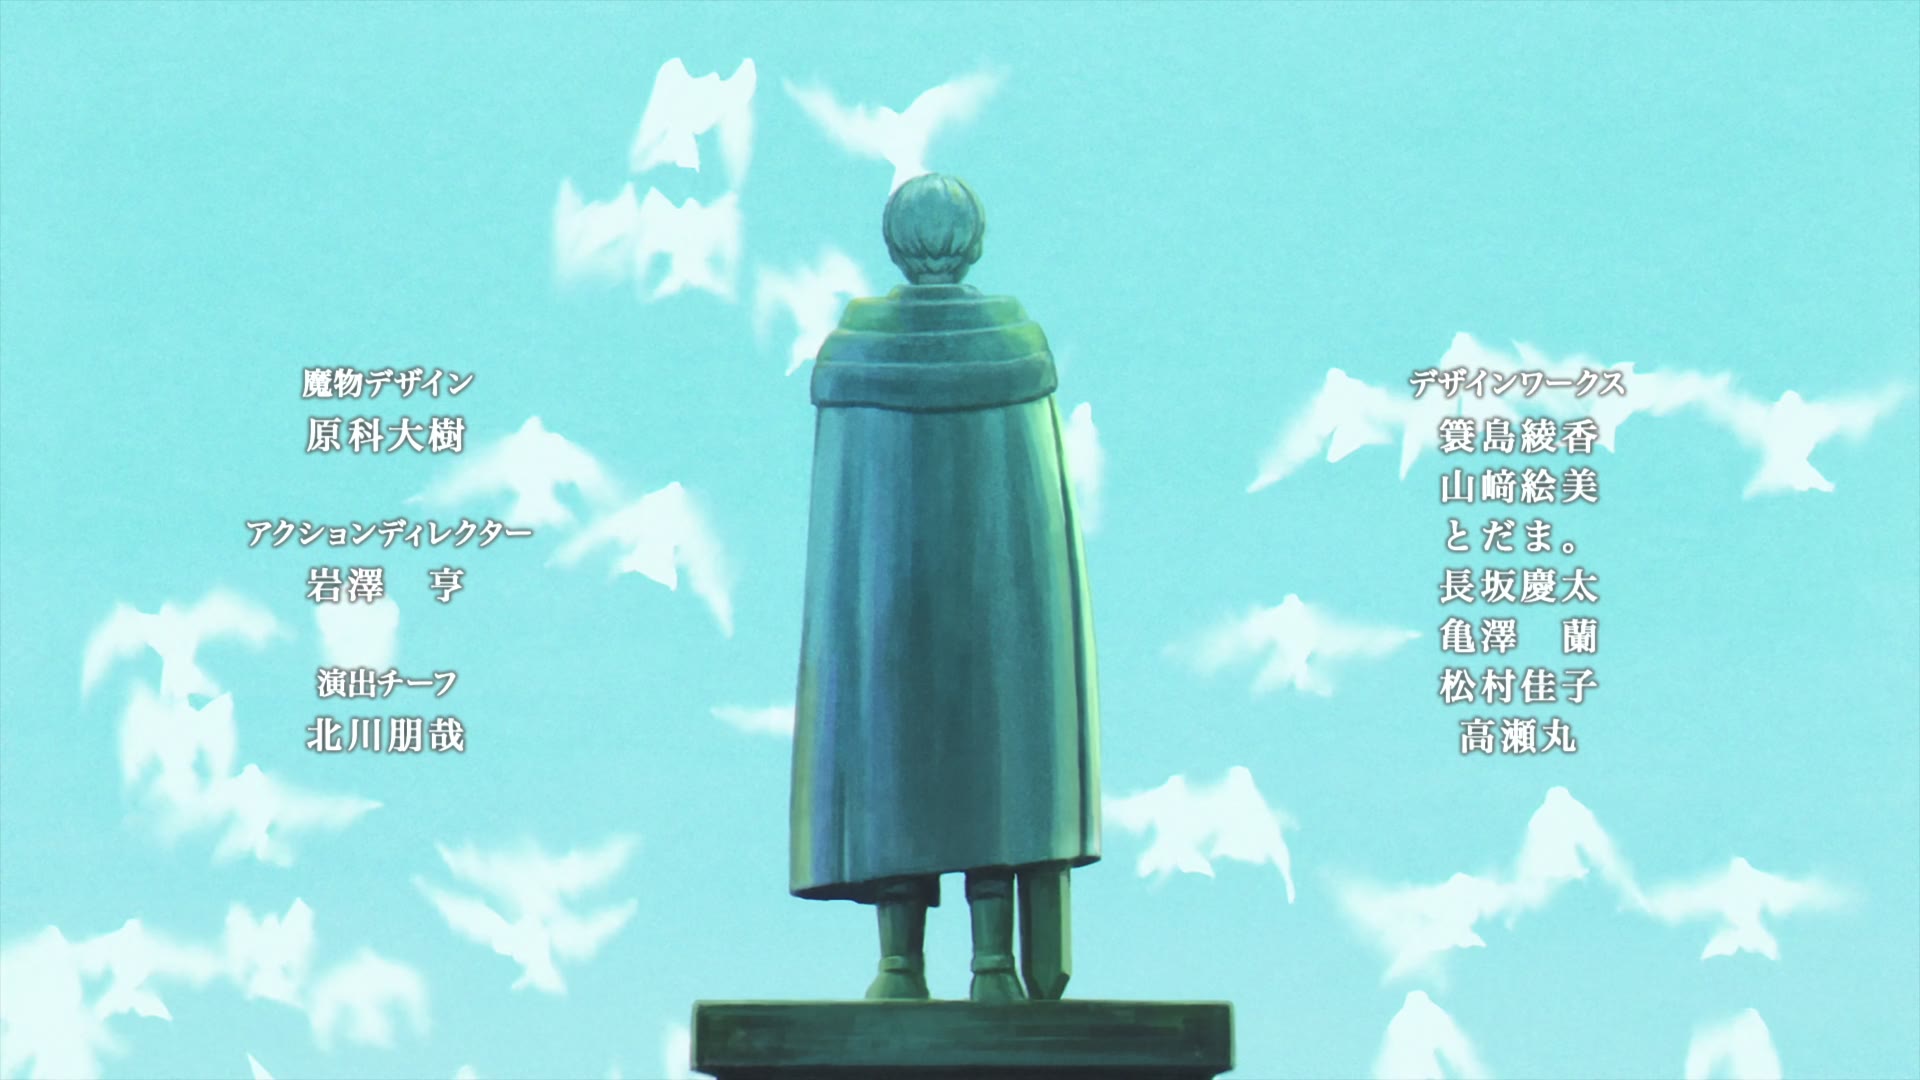 魔物デザイン
原科大樹
アクションディレクター
岩澤　亨
演出チーフ
北川朋哉
デザインワークス
簑島綾香
山﨑絵美
とだま。
長坂慶太
亀澤　蘭
松村佳子
高瀬丸